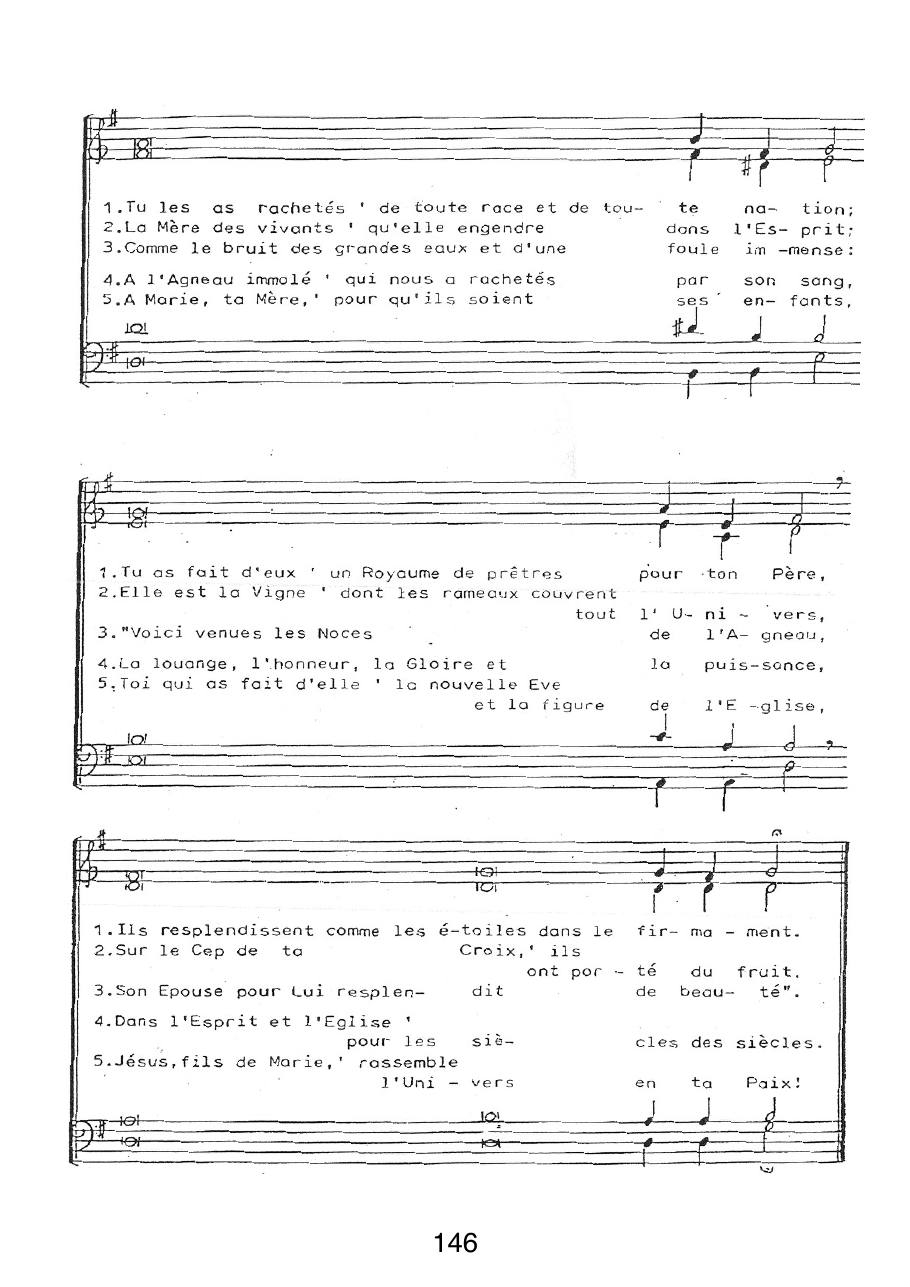 1.Tu les as rachetés ' de toute race et de tou- te na- tion;
2.La Mère des vivants ' qu'elle engendre dans l'Es- prit;
3.Comme le bruit des grandes eaux et d'une foule im -mense:
4.A l'Agneau immolé ' qui nous a rachetés par son sang,
5.A Marie, ta Mère,' pour qu'ils soient ses en- fants,
1.Tu as fait d'eux ' un Royaume de prêtres pour ton Père,
2.Elle est la Vigne ' dont les rameaux couvrent
tout l' U- ni - vers,
3."Voici venues les Noces de l'A- gneau,
4.La louange, l'honneur, la Gloire et la puis-sance,
5.Toi qui as fait d'elle ' la nouvelle Eve
et la figure de l'E -glise,
1.Ils resplendissent comme les é-toiles dans le fir- ma - ment.
2.Sur le Cep de ta Croix,' ils
ont por - té du fruit.
3.Son Epouse pour Lui resplen- dit de beau- té".
4.Dans l'Esprit et l'Eglise '
pour les siè- cles des siècles.
5.Jésus,fils de Marie,' rassemble
l'Uni - vers en ta Paix!
146